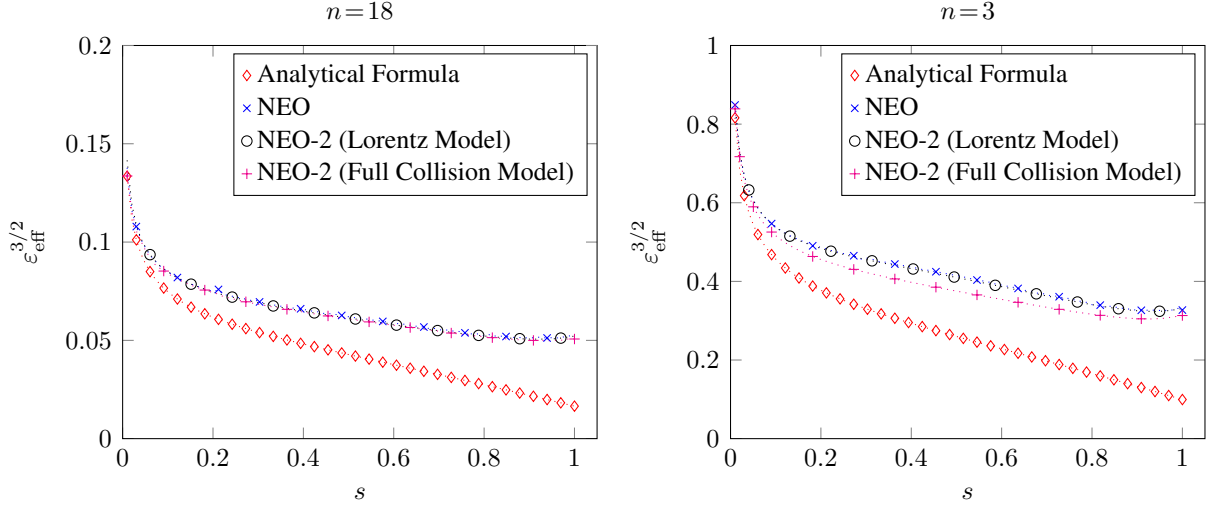 n=18
0.2
0.15
0.1
0.05
0
ε_eff^{3/2}
Analytical Formula
NEO
NEO-2 (Lorentz Model)
NEO-2 (Full Collision Model)
0 0.2 0.4 0.6 0.8 1
s
n=3
1
0.8
0.6
0.4
0.2
0
ε_eff^{3/2}
Analytical Formula
NEO
NEO-2 (Lorentz Model)
NEO-2 (Full Collision Model)
0 0.2 0.4 0.6 0.8 1
s